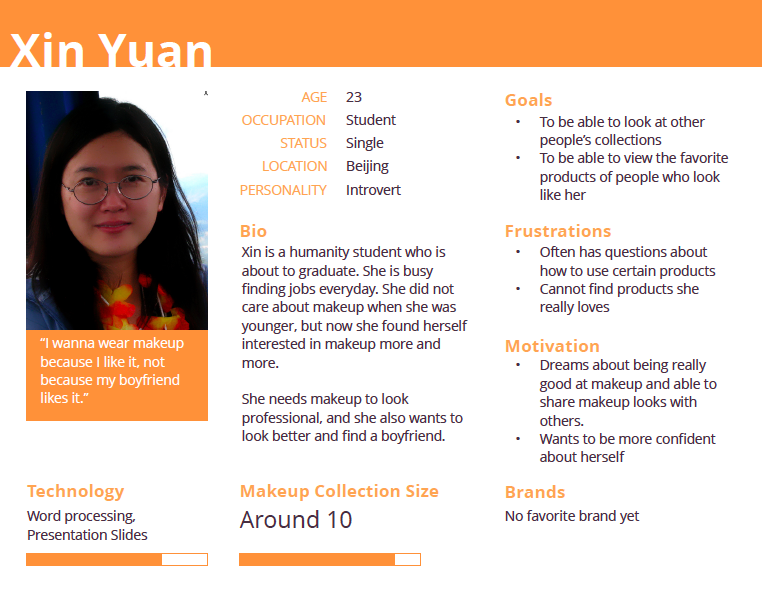 Xin Yuan
AGE 23
OCCUPATION Student
STATUS Single
LOCATION Beijing
PERSONALITY Introvert
Bio
Xin is a humanity student who is
about to graduate. She is busy
finding jobs everyday. She did not
care about makeup when she was
younger, but now she found herself
interested in makeup more and
more.
She needs makeup to look
professional, and she also wants to
look better and find a boyfriend.
Goals
• To be able to look at other
people’s collections
• To be able to view the favorite
products of people who look
like her
Frustrations
• Often has questions about
how to use certain products
• Cannot find products she
really loves
Motivation
• Dreams about being really
good at makeup and able to
share makeup looks with
others.
• Wants to be more confident
about herself
“I wanna wear makeup
because I like it, not
because my boyfriend
likes it.”
Technology
Word processing,
Presentation Slides
Makeup Collection Size
Around 10
Brands
No favorite brand yet